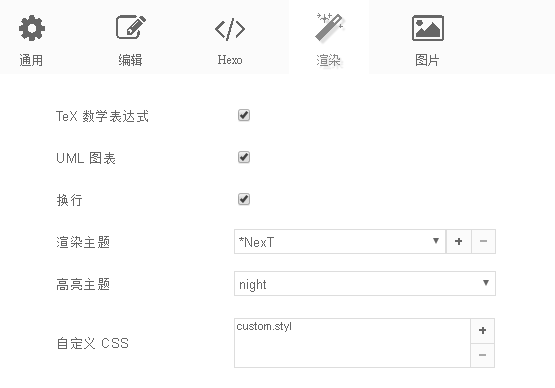 通用 编辑 Hexo 渲染 图片
TeX 数学表达式
UML 图表
换行
渲染主题 *NexT
高亮主题 night
自定义 CSS custom.styl